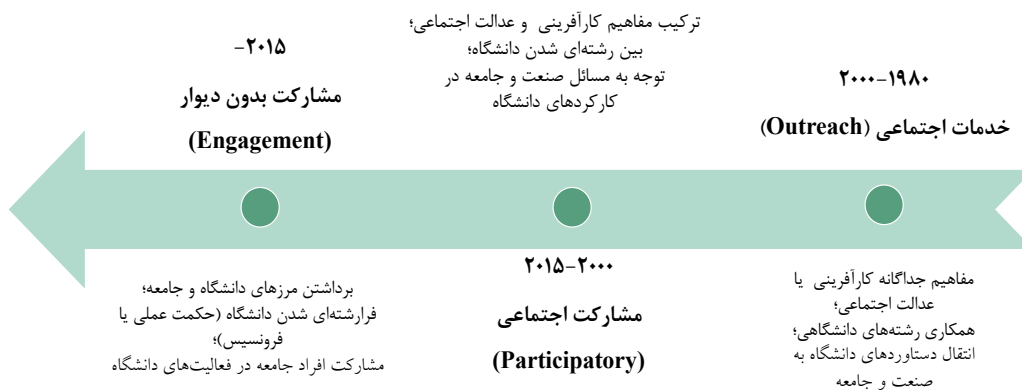 ۱۹۸۰-۲۰۰۰
خدمات اجتماعی (Outreach)
مفاهیم جداگانه کارآفرینی یا
عدالت اجتماعی؛
همکاری رشته‌های دانشگاهی؛
انتقال دستاوردهای دانشگاه به
صنعت و جامعه
ترکیب مفاهیم کارآفرینی و عدالت اجتماعی؛
بین رشته‌ای شدن دانشگاه؛
توجه به مسائل صنعت و جامعه در
کارکردهای دانشگاه
۲۰۰۰-۲۰۱۵
مشارکت اجتماعی
(Participatory)
۲۰۱۵-
مشارکت بدون دیوار
(Engagement)
برداشتن مرزهای دانشگاه و جامعه؛
فرارشته‌ای شدن دانشگاه (حکمت عملی یا
فرونسیس)؛
مشارکت افراد جامعه در فعالیت‌های دانشگاه